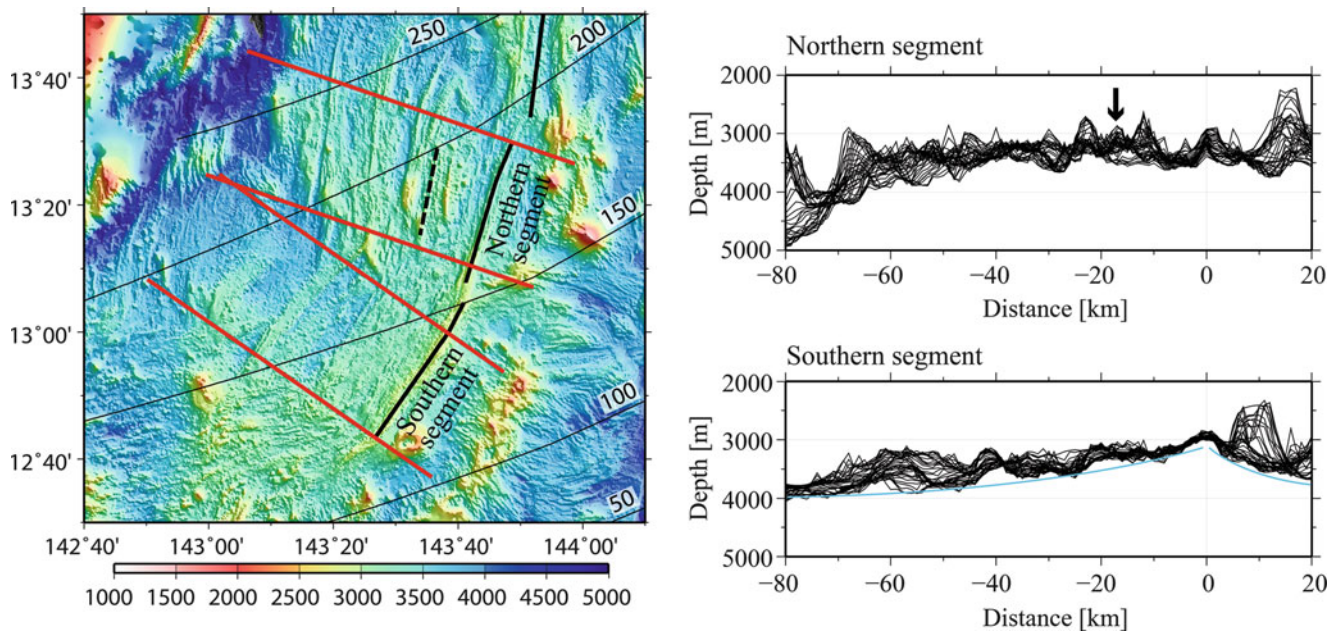 13°40'
13°20'
13°00'
12°40'
142°40'
143°00'
143°20'
143°40'
144°00'
250
200
150
100
50
Northern
segment
Southern
segment
1000 1500 2000 2500 3000 3500 4000 4500 5000
Northern segment
2000
3000
4000
5000
Depth [m]
−80 −60 −40 −20 0 20
Distance [km]
Southern segment
2000
3000
4000
5000
Depth [m]
−80 −60 −40 −20 0 20
Distance [km]